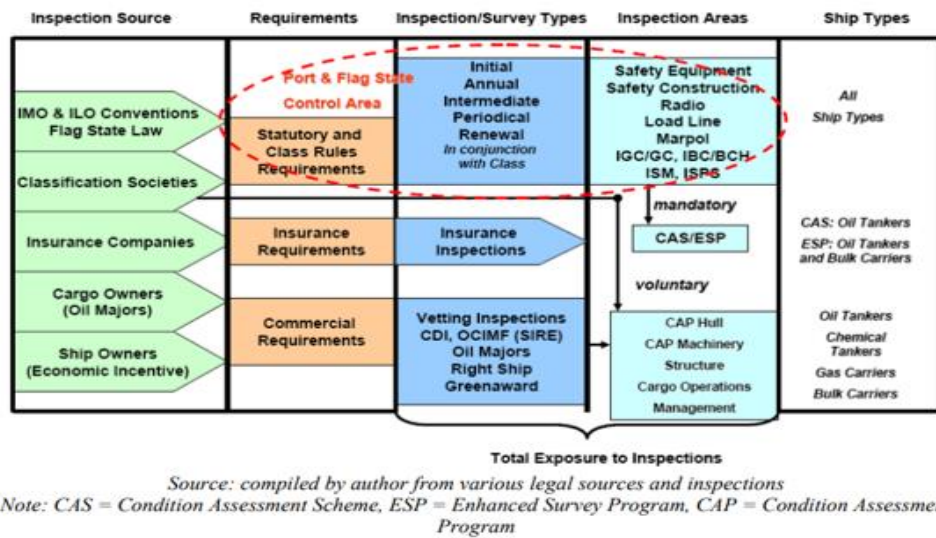 Inspection Source
Requirements
Inspection/Survey Types
Inspection Areas
Ship Types
IMO & ILO Conventions
Flag State Law
Classification Societies
Insurance Companies
Cargo Owners
(Oil Majors)
Ship Owners
(Economic Incentive)
Port & Flag State
Control Area
Statutory and
Class Rules
Requirements
Insurance
Requirements
Commercial
Requirements
Initial
Annual
Intermediate
Periodical
Renewal
In conjunction
with Class
Insurance
Inspections
Vetting Inspections
CDI, OCIMF (SIRE)
Oil Majors
Right Ship
Greenaward
Safety Equipment
Safety Construction
Radio
Load Line
Marpol
IGC/GC, IBC/BCH
ISM, ISPS
mandatory
CAS/ESP
voluntary
CAP Hull
CAP Machinery
Structure
Cargo Operations
Management
All
Ship Types
CAS: Oil Tankers
ESP: Oil Tankers
and Bulk Carriers
Oil Tankers
Chemical
Tankers
Gas Carriers
Bulk Carriers
Total Exposure to Inspections
Source: compiled by author from various legal sources and inspections
Note: CAS = Condition Assessment Scheme, ESP = Enhanced Survey Program, CAP = Condition Assessme
Program